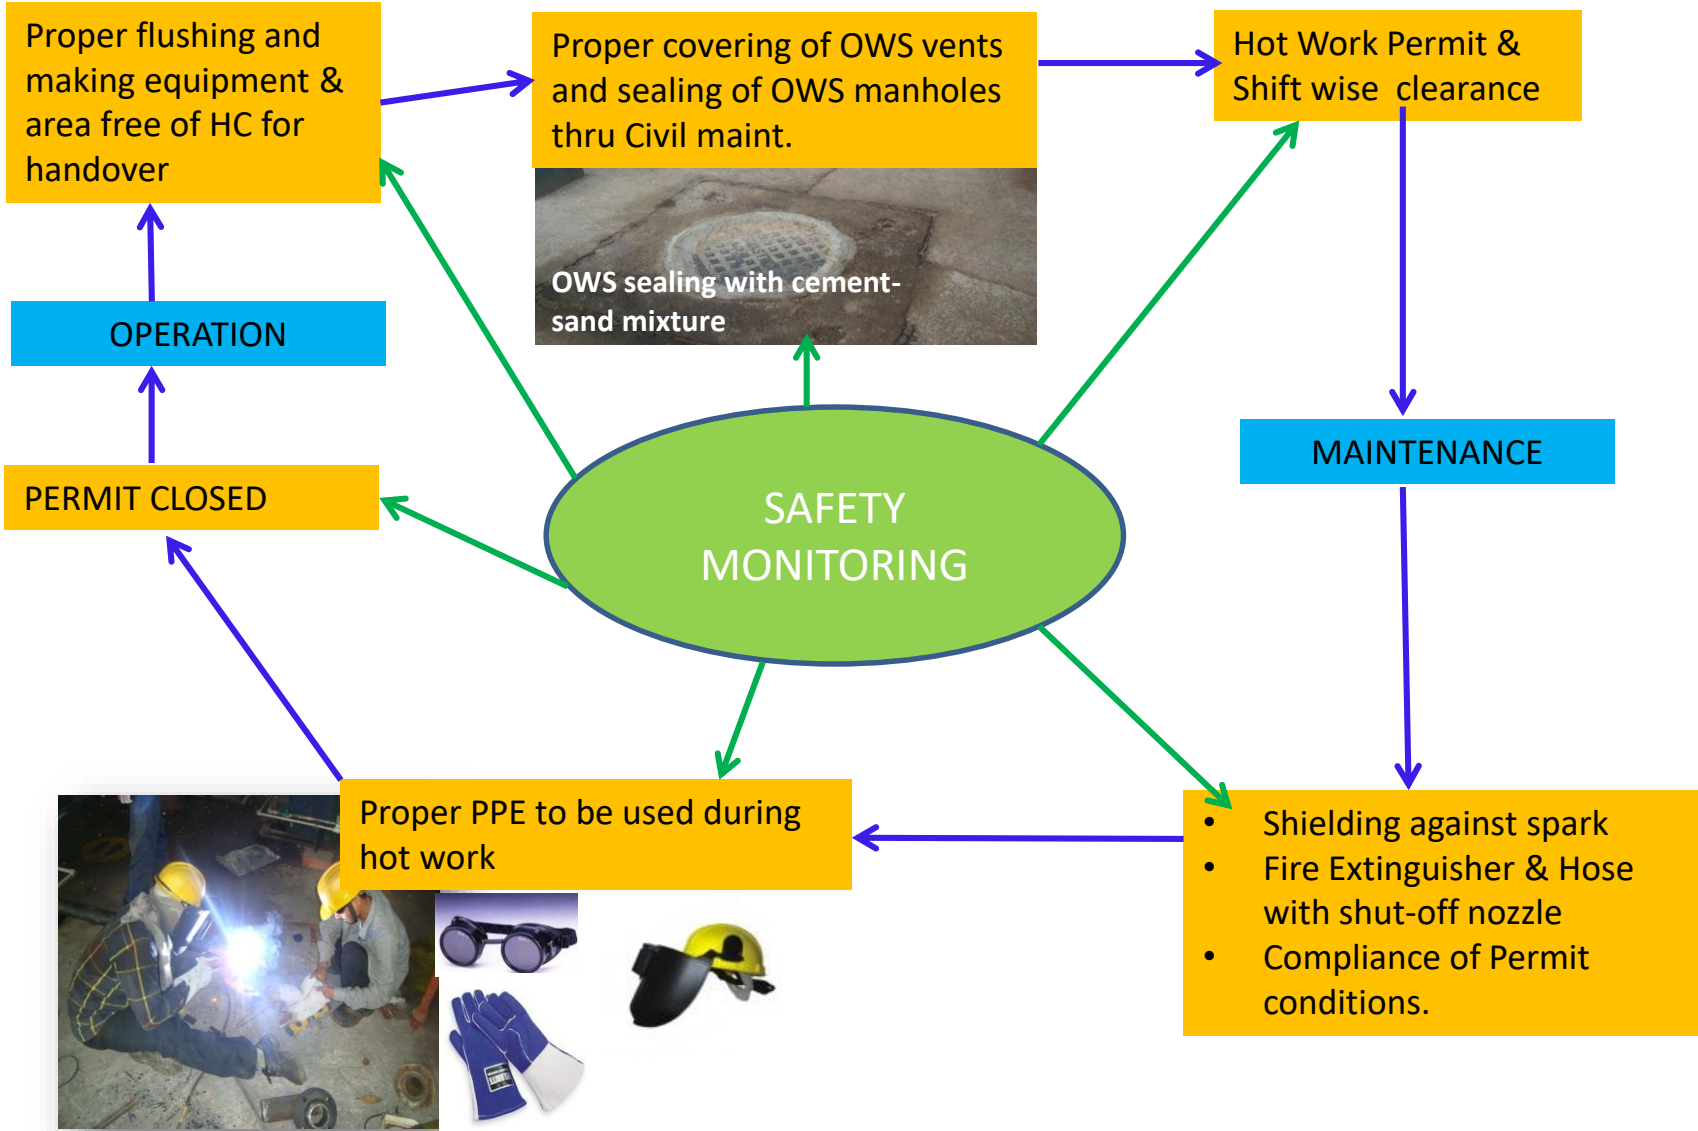 Proper flushing and
making equipment &
area free of HC for
handover
Proper covering of OWS vents
and sealing of OWS manholes
thru Civil maint.
Hot Work Permit &
Shift wise  clearance
OWS sealing with cement-
sand mixture
OPERATION
MAINTENANCE
PERMIT CLOSED
SAFETY
MONITORING
Proper PPE to be used during
hot work
• Shielding against spark
• Fire Extinguisher & Hose
with shut-off nozzle
• Compliance of Permit
conditions.